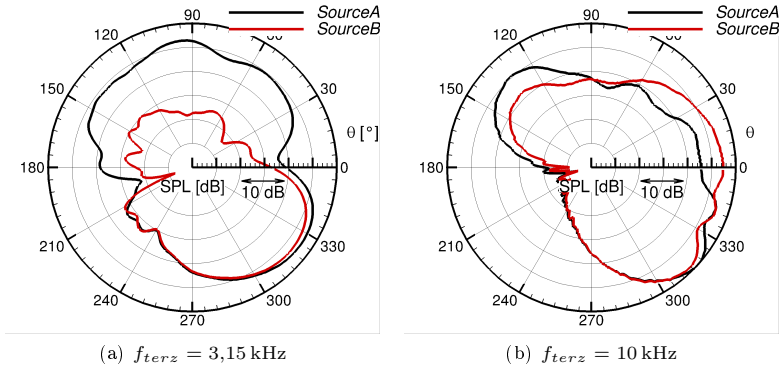 SourceA
SourceB
90
120
150
180
210
240
270
300
330
0
30
θ [°]
SPL [dB]
10 dB
SourceA
SourceB
90
120
150
180
210
240
270
300
330
0
30
θ
SPL [dB]
10 dB
(a) f_terz = 3,15 kHz
(b) f_terz = 10 kHz